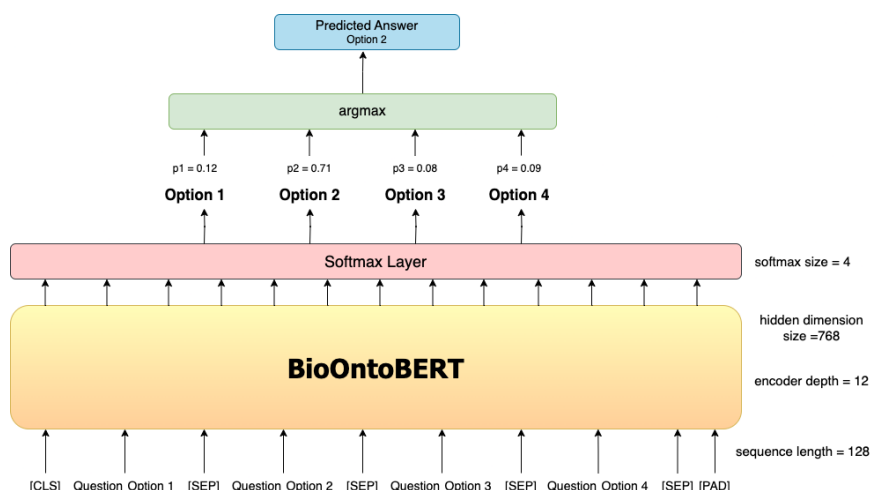 Predicted Answer
Option 2
argmax
p1 = 0.12 p2 = 0.71 p3 = 0.08 p4 = 0.09
Option 1 Option 2 Option 3 Option 4
Softmax Layer softmax size = 4
hidden dimension
size =768
BioOntoBERT
encoder depth = 12
sequence length = 128
[CLS] Question Option 1 [SEP] Question Option 2 [SEP] Question Option 3 [SEP] Question Option 4 [SEP] [PAD]